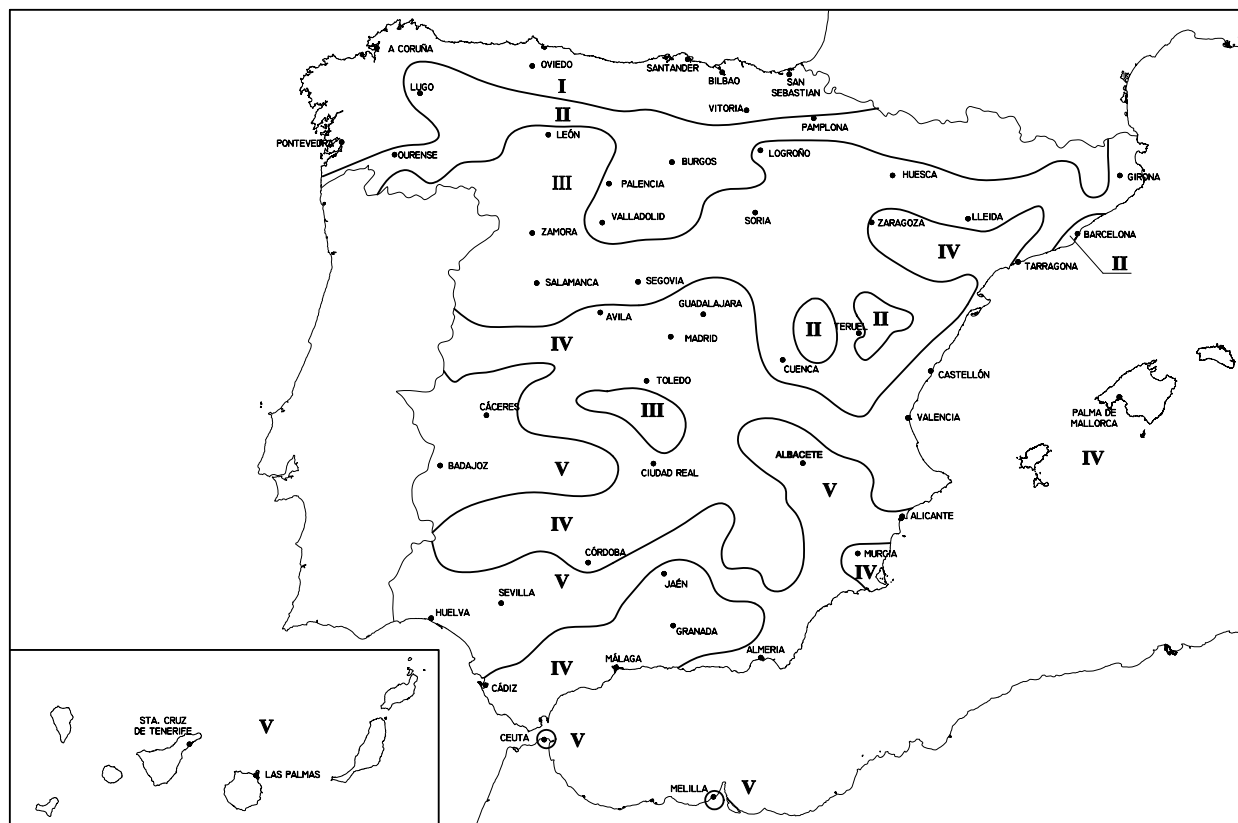 A CORUÑA
OVIEDO
SANTANDER
BILBAO
SAN
SEBASTIAN
LUGO
I
VITORIA
II
PAMPLONA
LEÓN
PONTEVEDRA
OURENSE
BURGOS
LOGROÑO
HUESCA
GIRONA
III
PALENCIA
VALLADOLID
SORIA
ZARAGOZA
LLEIDA
BARCELONA
ZAMORA
IV
TARRAGONA
II
SALAMANCA
SEGOVIA
GUADALAJARA
AVILA
II
TERUEL
II
IV
MADRID
CUENCA
CASTELLÓN
TOLEDO
CÁCERES
III
VALENCIA
PALMA DE
MALLORCA
IV
BADAJOZ
V
CIUDAD REAL
ALBACETE
V
IV
ALICANTE
CÓRDOBA
MURCIA
IV
V
JAÉN
SEVILLA
HUELVA
GRANADA
ALMERIA
IV
MÁLAGA
CÁDIZ
STA. CRUZ
DE TENERIFE
V
CEUTA
V
LAS PALMAS
MELILLA
V